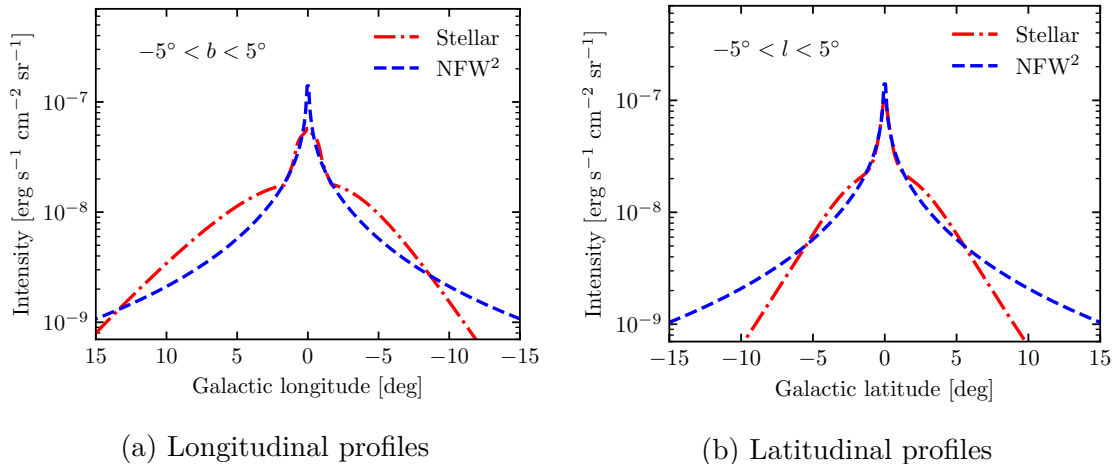 −5° < b < 5°
Stellar
NFW²
Intensity [erg s⁻¹ cm⁻² sr⁻¹]
10⁻⁷
10⁻⁸
10⁻⁹
15 10 5 0 −5 −10 −15
Galactic longitude [deg]
(a) Longitudinal profiles
−5° < l < 5°
Stellar
NFW²
Intensity [erg s⁻¹ cm⁻² sr⁻¹]
10⁻⁷
10⁻⁸
10⁻⁹
−15 −10 −5 0 5 10 15
Galactic latitude [deg]
(b) Latitudinal profiles